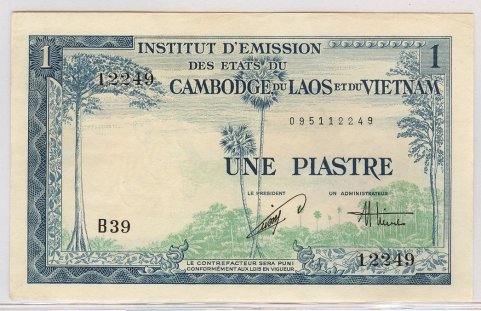 1 INSTITUT D'EMISSION 1
DES ETATS DU
12249
CAMBODGE DU LAOS ET DU VIETNAM
095112249
UNE PIASTRE
LE PRESIDENT UN ADMINISTRATEUR
B39
12249
LE CONTREFACTEUR SERA PUNI
CONFORMÉMENT AUX LOIS EN VIGUEUR